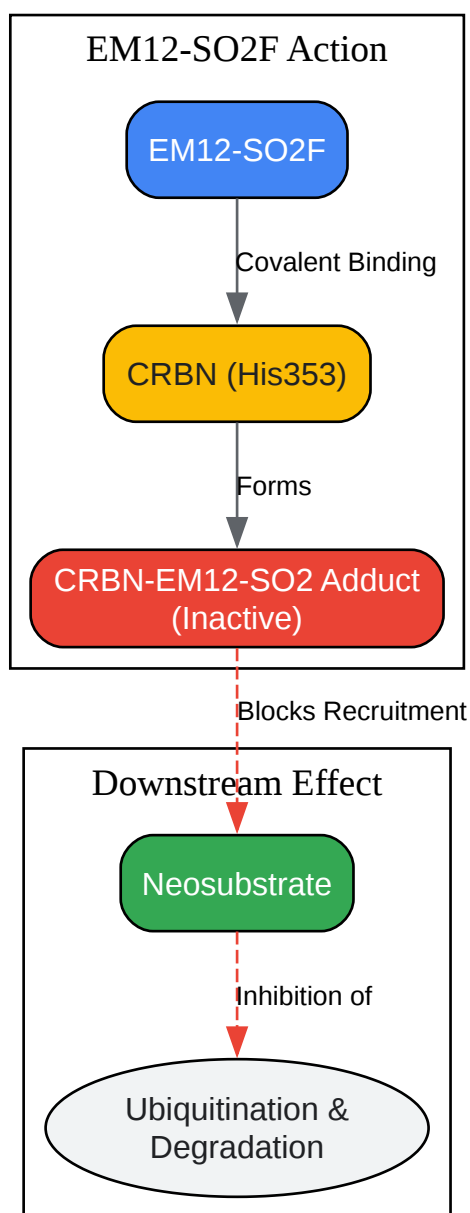 EM12-SO2F Action
EM12-SO2F
Covalent Binding
CRBN (His353)
Forms
CRBN-EM12-SO2 Adduct
(Inactive)
Blocks Recruitment
Downstream Effect
Neosubstrate
Inhibition of
Ubiquitination &
Degradation